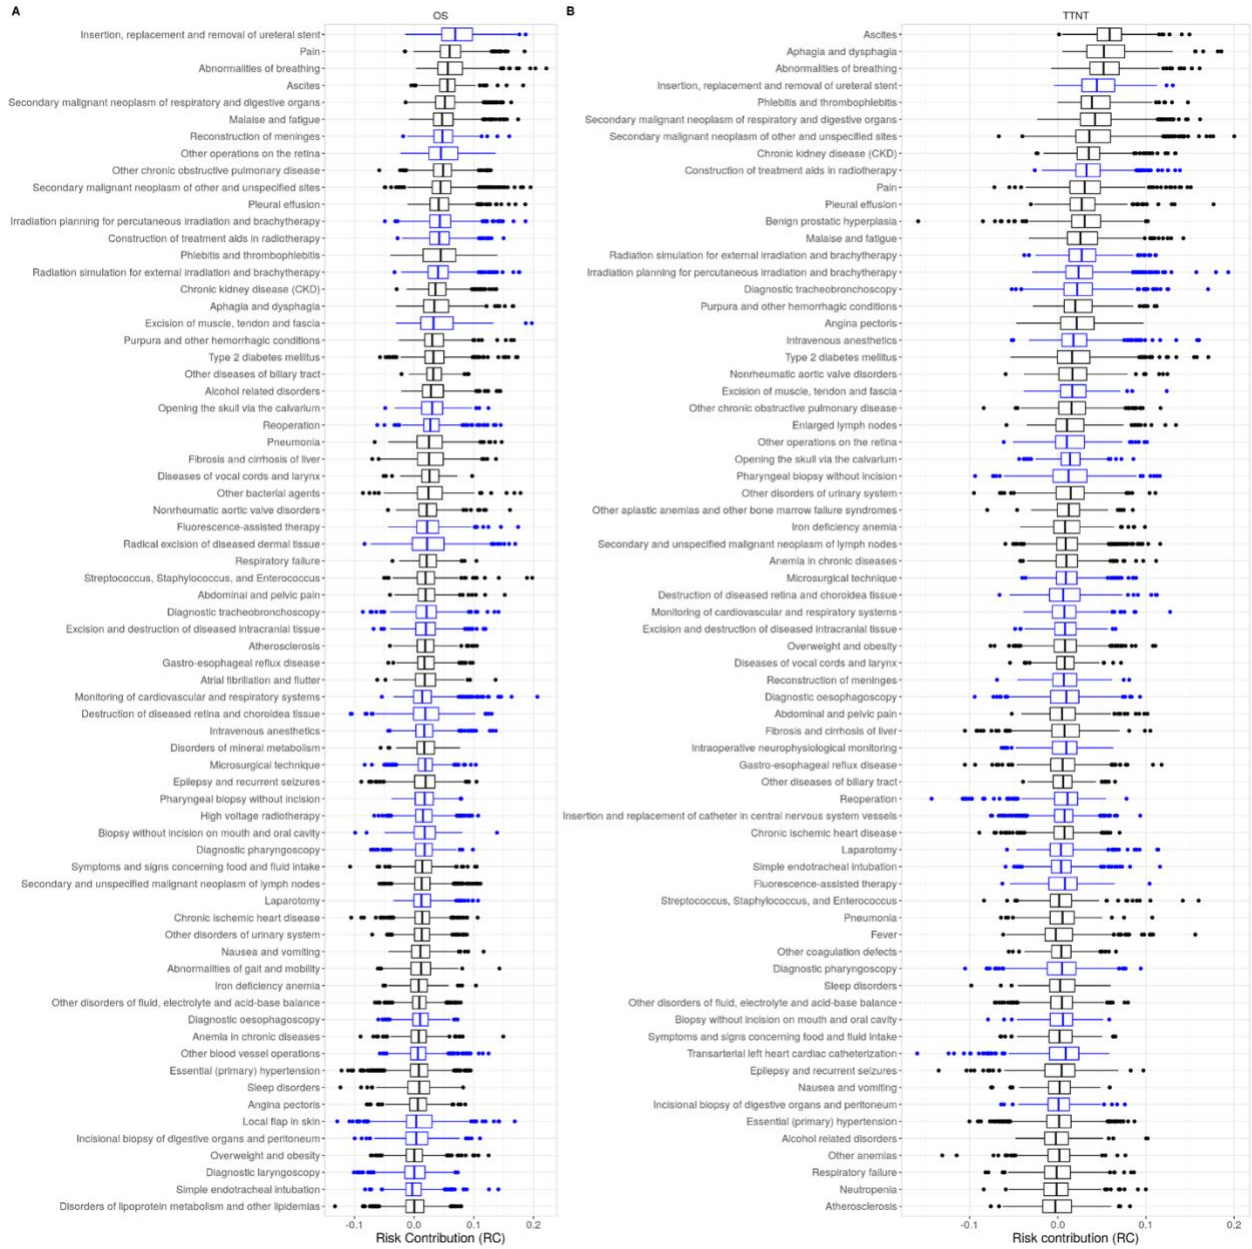 A
OS
Insertion, replacement and removal of ureteral stent
Pain
Abnormalities of breathing
Ascites
Secondary malignant neoplasm of respiratory and digestive organs
Malaise and fatigue
Reconstruction of meninges
Other operations on the retina
Other chronic obstructive pulmonary disease
Secondary malignant neoplasm of other and unspecified sites
Pleural effusion
Irradiation planning for percutaneous irradiation and brachytherapy
Construction of treatment aids in radiotherapy
Phlebitis and thrombophlebitis
Radiation simulation for external irradiation and brachytherapy
Chronic kidney disease (CKD)
Aphagia and dysphagia
Excision of muscle, tendon and fascia
Purpura and other hemorrhagic conditions
Type 2 diabetes mellitus
Other diseases of biliary tract
Alcohol related disorders
Opening the skull via the calvarium
Reoperation
Pneumonia
Fibrosis and cirrhosis of liver
Diseases of vocal cords and larynx
Other bacterial agents
Nonrheumatic aortic valve disorders
Fluorescence-assisted therapy
Radical excision of diseased dermal tissue
Respiratory failure
Streptococcus, Staphylococcus, and Enterococcus
Abdominal and pelvic pain
Diagnostic tracheobronchoscopy
Excision and destruction of diseased intracranial tissue
Atherosclerosis
Gastro-esophageal reflux disease
Atrial fibrillation and flutter
Monitoring of cardiovascular and respiratory systems
Destruction of diseased retina and choroidea tissue
Intravenous anesthetics
Disorders of mineral metabolism
Microsurgical technique
Epilepsy and recurrent seizures
Pharyngeal biopsy without incision
High voltage radiotherapy
Biopsy without incision on mouth and oral cavity
Diagnostic pharyngoscopy
Symptoms and signs concerning food and fluid intake
Secondary and unspecified malignant neoplasm of lymph nodes
Laparotomy
Chronic ischemic heart disease
Other disorders of urinary system
Nausea and vomiting
Abnormalities of gait and mobility
Iron deficiency anemia
Other disorders of fluid, electrolyte and acid-base balance
Diagnostic oesophagoscopy
Anemia in chronic diseases
Other blood vessel operations
Essential (primary) hypertension
Sleep disorders
Angina pectoris
Local flap in skin
Incisional biopsy of digestive organs and peritoneum
Overweight and obesity
Diagnostic laryngoscopy
Simple endotracheal intubation
Disorders of lipoprotein metabolism and other lipidemias
-0.1 0.0 0.1 0.2
Risk Contribution (RC)
B
TTNT
Ascites
Aphagia and dysphagia
Abnormalities of breathing
Insertion, replacement and removal of ureteral stent
Phlebitis and thrombophlebitis
Secondary malignant neoplasm of respiratory and digestive organs
Secondary malignant neoplasm of other and unspecified sites
Chronic kidney disease (CKD)
Construction of treatment aids in radiotherapy
Pain
Pleural effusion
Benign prostatic hyperplasia
Malaise and fatigue
Radiation simulation for external irradiation and brachytherapy
Irradiation planning for percutaneous irradiation and brachytherapy
Diagnostic tracheobronchoscopy
Purpura and other hemorrhagic conditions
Angina pectoris
Intravenous anesthetics
Type 2 diabetes mellitus
Nonrheumatic aortic valve disorders
Excision of muscle, tendon and fascia
Other chronic obstructive pulmonary disease
Enlarged lymph nodes
Other operations on the retina
Opening the skull via the calvarium
Pharyngeal biopsy without incision
Other disorders of urinary system
Other aplastic anemias and other bone marrow failure syndromes
Iron deficiency anemia
Secondary and unspecified malignant neoplasm of lymph nodes
Anemia in chronic diseases
Microsurgical technique
Destruction of diseased retina and choroidea tissue
Monitoring of cardiovascular and respiratory systems
Excision and destruction of diseased intracranial tissue
Overweight and obesity
Diseases of vocal cords and larynx
Reconstruction of meninges
Diagnostic oesophagoscopy
Abdominal and pelvic pain
Fibrosis and cirrhosis of liver
Intraoperative neurophysiological monitoring
Gastro-esophageal reflux disease
Other diseases of biliary tract
Reoperation
Insertion and replacement of catheter in central nervous system vessels
Chronic ischemic heart disease
Laparotomy
Simple endotracheal intubation
Fluorescence-assisted therapy
Streptococcus, Staphylococcus, and Enterococcus
Pneumonia
Fever
Other coagulation defects
Diagnostic pharyngoscopy
Sleep disorders
Other disorders of fluid, electrolyte and acid-base balance
Biopsy without incision on mouth and oral cavity
Symptoms and signs concerning food and fluid intake
Transarterial left heart cardiac catheterization
Epilepsy and recurrent seizures
Nausea and vomiting
Incisional biopsy of digestive organs and peritoneum
Essential (primary) hypertension
Alcohol related disorders
Other anemias
Respiratory failure
Neutropenia
Atherosclerosis
-0.1 0.0 0.1 0.2
Risk contribution (RC)